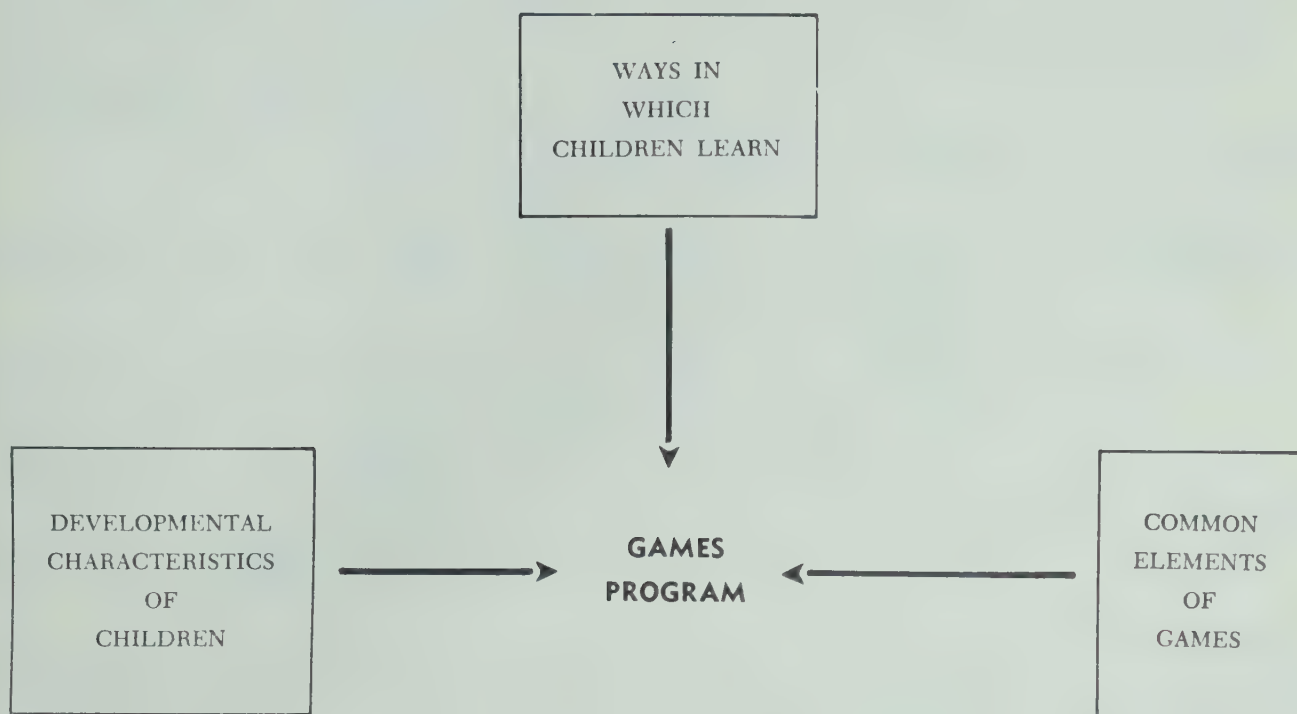 WAYS IN
WHICH
CHILDREN LEARN
DEVELOPMENTAL
CHARACTERISTICS
OF
CHILDREN
GAMES
PROGRAM
COMMON
ELEMENTS
OF
GAMES